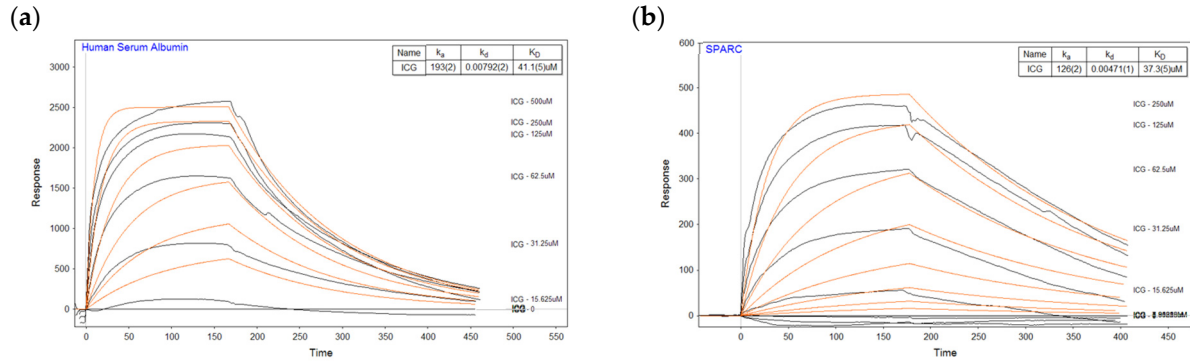 (a)
Human Serum Albumin
Name ka kd KD
ICG 193(2) 0.00792(2) 41.1(5)uM
Response
3000
2500
2000
1500
1000
500
0
ICG - 500uM
ICG - 250uM
ICG - 125uM
ICG - 62.5uM
ICG - 31.25uM
ICG - 15.625uM
0 50 100 150 200 250 300 350 400 450 500 550
Time
(b)
SPARC
Name ka kd KD
ICG 126(2) 0.00471(1) 37.3(5)uM
Response
600
500
400
300
200
100
0
ICG - 250uM
ICG - 125uM
ICG - 62.5uM
ICG - 31.25uM
ICG - 15.625uM
0 50 100 150 200 250 300 350 400 450
Time